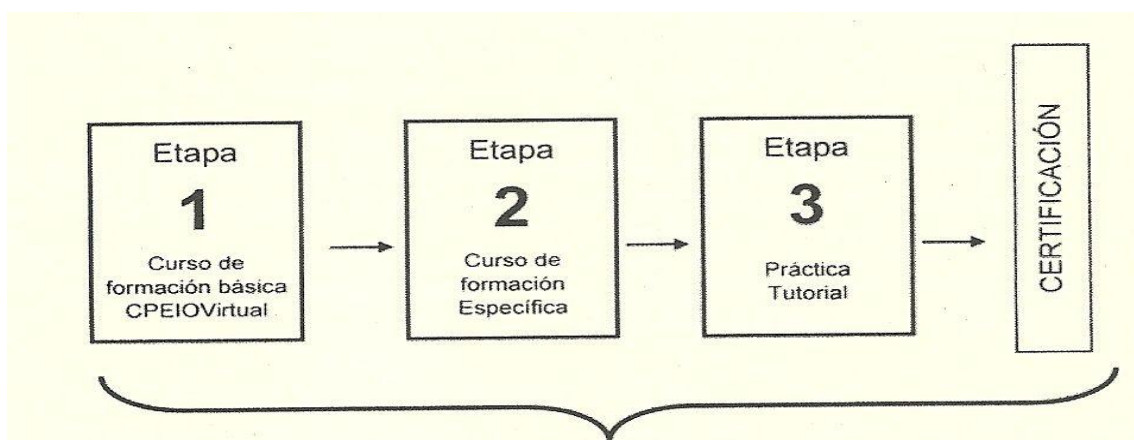 Etapa
1
Curso de
formación básica
CPEIOVirtual
Etapa
2
Curso de
formación
Específica
Etapa
3
Práctica
Tutorial
CERTIFICACIÓN